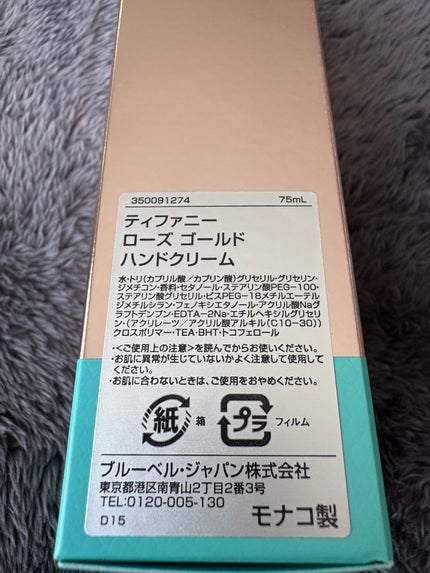 350091274 75mL
ティファニー
ローズ ゴールド
ハンドクリーム
水・トリ(カプリル酸/カプリン酸)グリセリル・グリセリン・
ジメチコン・香料・セタノール・ステアリン酸PEG-100・
ステアリン酸グリセリル・ビスPEG-18メチルエーテル
ジメチルシラン・フェノキシエタノール・アクリル酸Naグ
ラフトデンプン・EDTA-2Na・エチルヘキシルグリセ
リン・(アクリレーツ/アクリル酸アルキル(C10-30))
クロスポリマー・TEA・BHT・トコフェロール
・<ご使用上の注意>を読んでからお使いください。
・お肌に異常が生じていないかよく注意して使用して
ください。
・お肌に合わないときは、ご使用をおやめください。
紙 箱 プラ フィルム
ブルーベル・ジャパン株式会社
東京都港区南青山2丁目2番3号
TEL:0120-005-130
D15 モナコ製